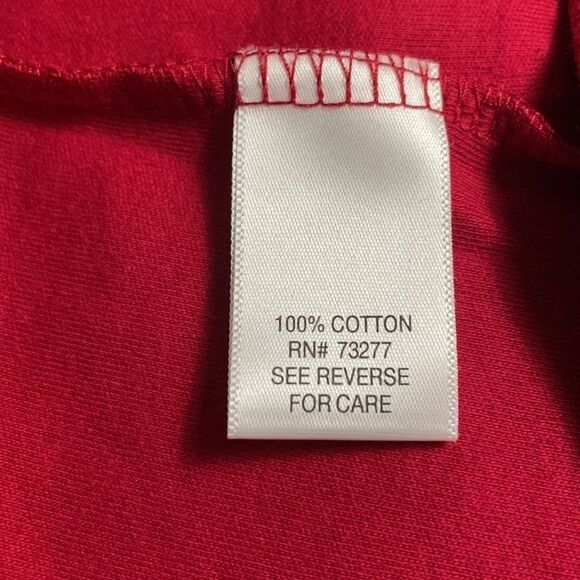 100% COTTON
RN# 73277
SEE REVERSE
FOR CARE